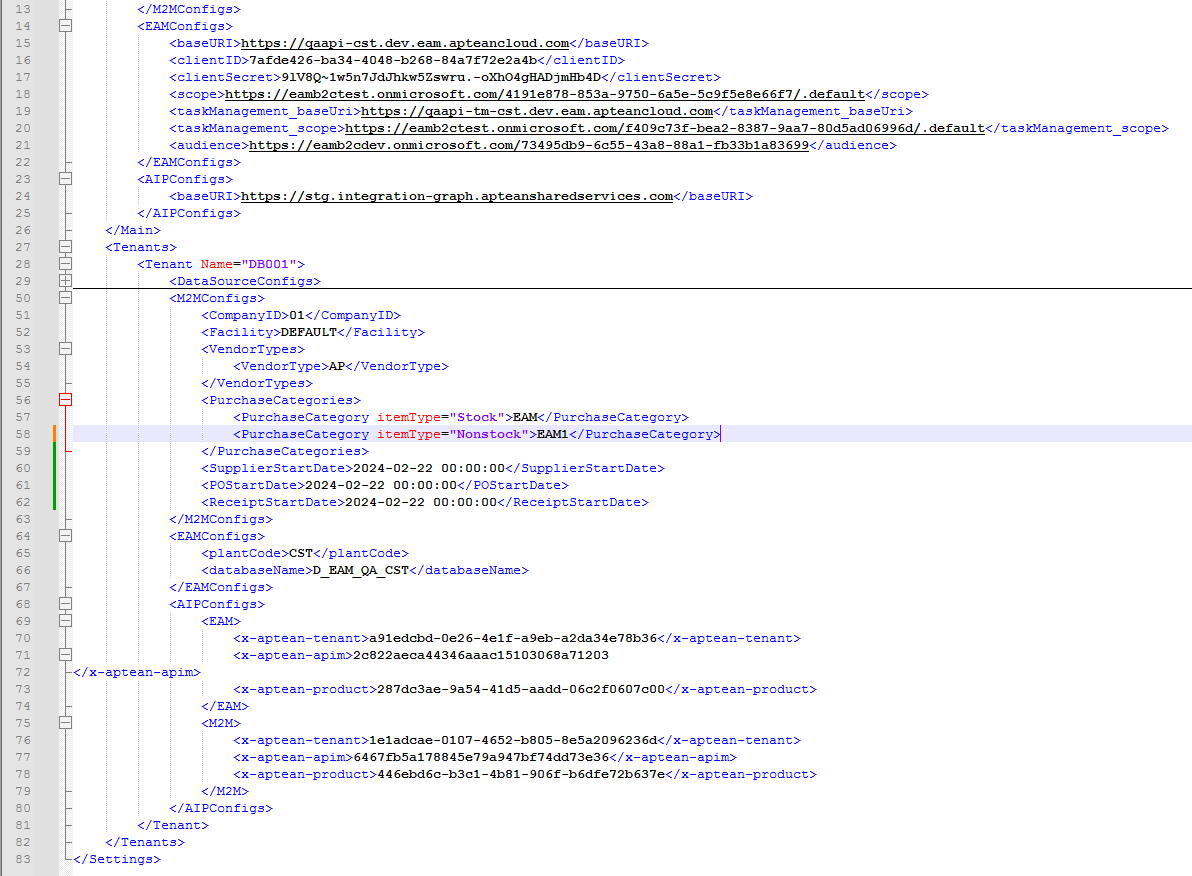 13 </M2MConfigs>
14 <EAMConfigs>
15 <baseURI>https://qaapi-cst.dev.eam.apteancloud.com</baseURI>
16 <clientID>7afde426-ba34-4048-b268-84a7f72e2a4b</clientID>
17 <clientSecret>9lV8Q~1w5n7JdJhkw5Zswru.-oXhO4gHADjmHb4D</clientSecret>
18 <scope>https://eamb2ctest.onmicrosoft.com/4191e878-853a-9750-6a5e-5c9f5e8e66f7/.default</scope>
19 <taskManagement_baseUri>https://qaapi-tm-cst.dev.eam.apteancloud.com</taskManagement_baseUri>
20 <taskManagement_scope>https://eamb2ctest.onmicrosoft.com/f409c73f-bea2-8387-9aa7-80d5ad06996d/.default</taskManagement_scope>
21 <audience>https://eamb2cdev.onmicrosoft.com/73495db9-6c55-43a8-88a1-fb33b1a83699</audience>
22 </EAMConfigs>
23 <AIPConfigs>
24 <baseURI>https://stg.integration-graph.apteansharedservices.com</baseURI>
25 </AIPConfigs>
26 </Main>
27 <Tenants>
28 <Tenant Name="DB001">
29 <DataSourceConfigs>
50 <M2MConfigs>
51 <CompanyID>01</CompanyID>
52 <Facility>DEFAULT</Facility>
53 <VendorTypes>
54 <VendorType>AP</VendorType>
55 </VendorTypes>
56 <PurchaseCategories>
57 <PurchaseCategory itemType="Stock">EAM</PurchaseCategory>
58 <PurchaseCategory itemType="Nonstock">EAM1</PurchaseCategory>
59 </PurchaseCategories>
60 <SupplierStartDate>2024-02-22 00:00:00</SupplierStartDate>
61 <POStartDate>2024-02-22 00:00:00</POStartDate>
62 <ReceiptStartDate>2024-02-22 00:00:00</ReceiptStartDate>
63 </M2MConfigs>
64 <EAMConfigs>
65 <plantCode>CST</plantCode>
66 <databaseName>D_EAM_QA_CST</databaseName>
67 </EAMConfigs>
68 <AIPConfigs>
69 <EAM>
70 <x-aptean-tenant>a91edcbd-0e26-4e1f-a9eb-a2da34e78b36</x-aptean-tenant>
71 <x-aptean-apim>2c822aeca44346aaac15103068a71203
72 </x-aptean-apim>
73 <x-aptean-product>287dc3ae-9a54-41d5-aadd-06c2f0607c00</x-aptean-product>
74 </EAM>
75 <M2M>
76 <x-aptean-tenant>1e1adcae-0107-4652-b805-8e5a2096236d</x-aptean-tenant>
77 <x-aptean-apim>6467fb5a178845e79a947bf74dd73e36</x-aptean-apim>
78 <x-aptean-product>446ebd6c-b3c1-4b81-906f-b6dfe72b637e</x-aptean-product>
79 </M2M>
80 </AIPConfigs>
81 </Tenant>
82 </Tenants>
83 </Settings>